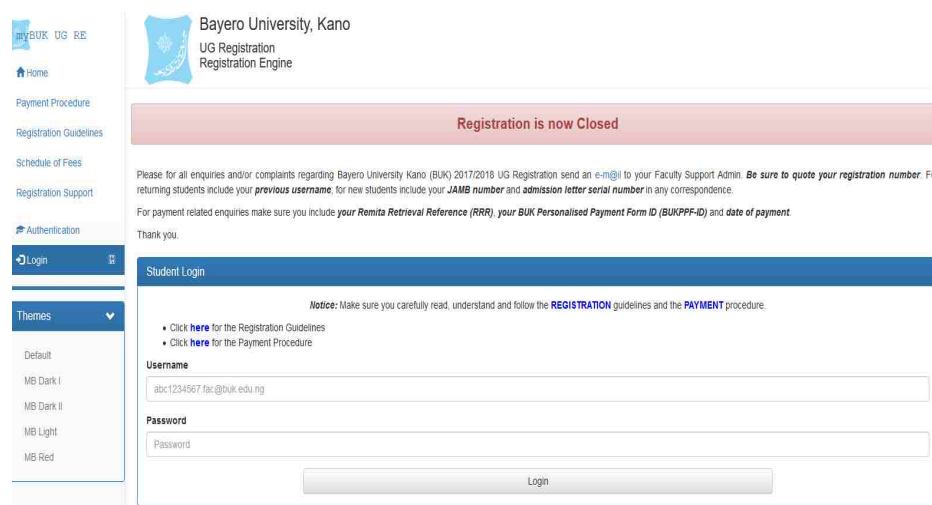 myBUK UG RE
Home
Payment Procedure
Registration Guidelines
Schedule of Fees
Registration Support
Authentication
Login
Themes
Default
MB Dark I
MB Dark II
MB Light
MB Red
Bayero University, Kano
UG Registration
Registration Engine
Registration is now Closed
Please for all enquiries and/or complaints regarding Bayero University Kano (BUK) 2017/2018 UG Registration send an e-m@il to your Faculty Support Admin. Be sure to quote your registration number. F
returning students include your previous username; for new students include your JAMB number and admission letter serial number in any correspondence.
For payment related enquiries make sure you include your Remita Retrieval Reference (RRR), your BUK Personalised Payment Form ID (BUKPPF-ID) and date of payment.
Thank you.
Student Login
Notice: Make sure you carefully read, understand and follow the REGISTRATION guidelines and the PAYMENT procedure.
• Click here for the Registration Guidelines
• Click here for the Payment Procedure
Username
abc1234567.fac@buk.edu.ng
Password
Password
Login